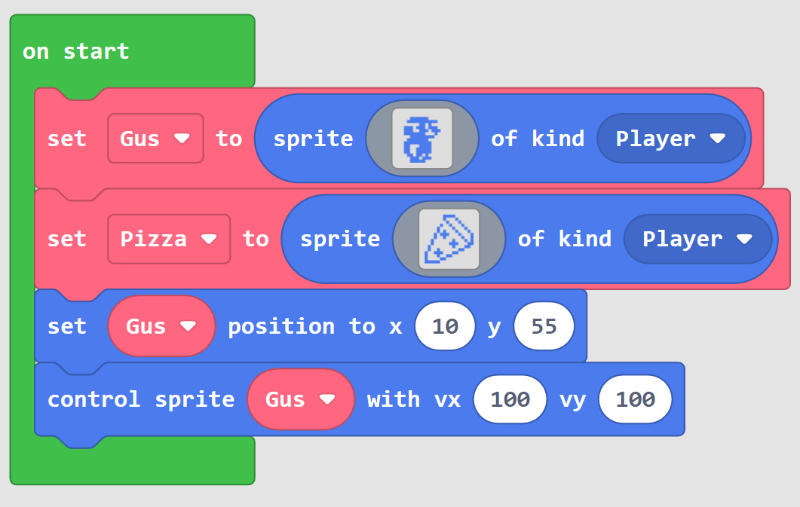 on start
set Gus to sprite of kind Player
set Pizza to sprite of kind Player
set Gus position to x 10 y 55
control sprite Gus with vx 100 vy 100